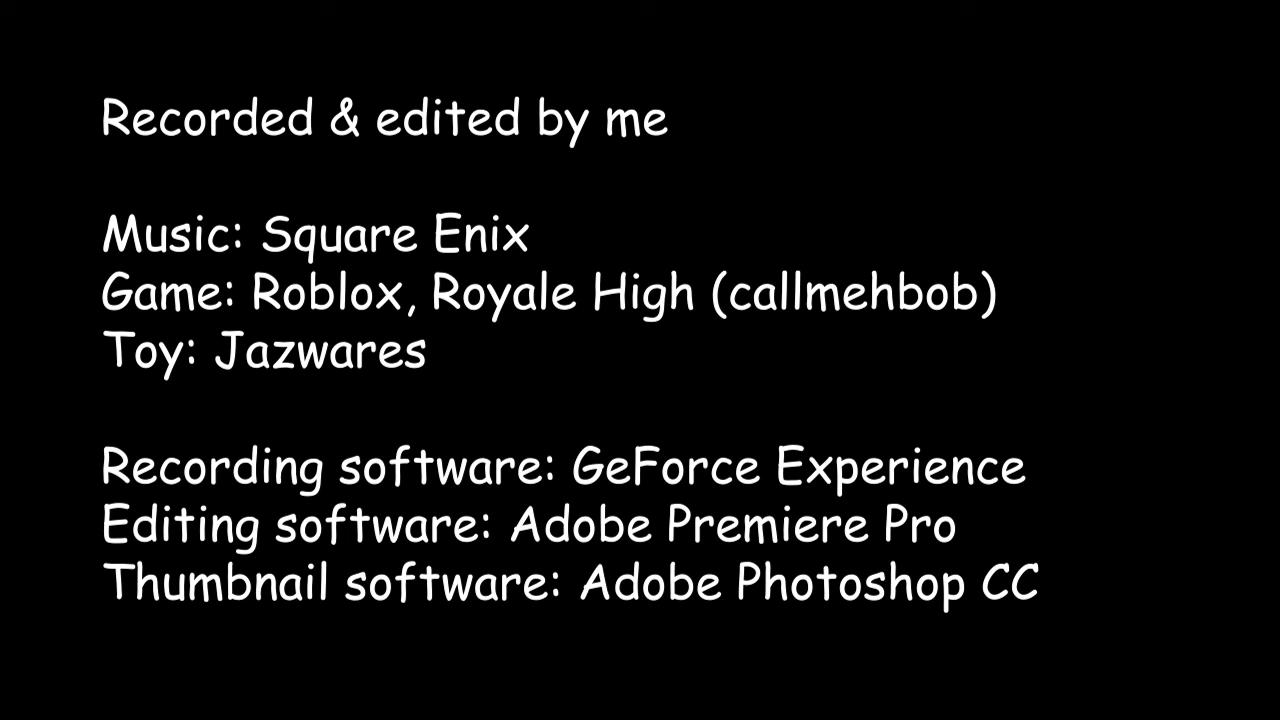 Recorded & edited by me
Music: Square Enix
Game: Roblox, Royale High (callmehbob)
Toy: Jazwares
Recording software: GeForce Experience
Editing software: Adobe Premiere Pro
Thumbnail software: Adobe Photoshop CC